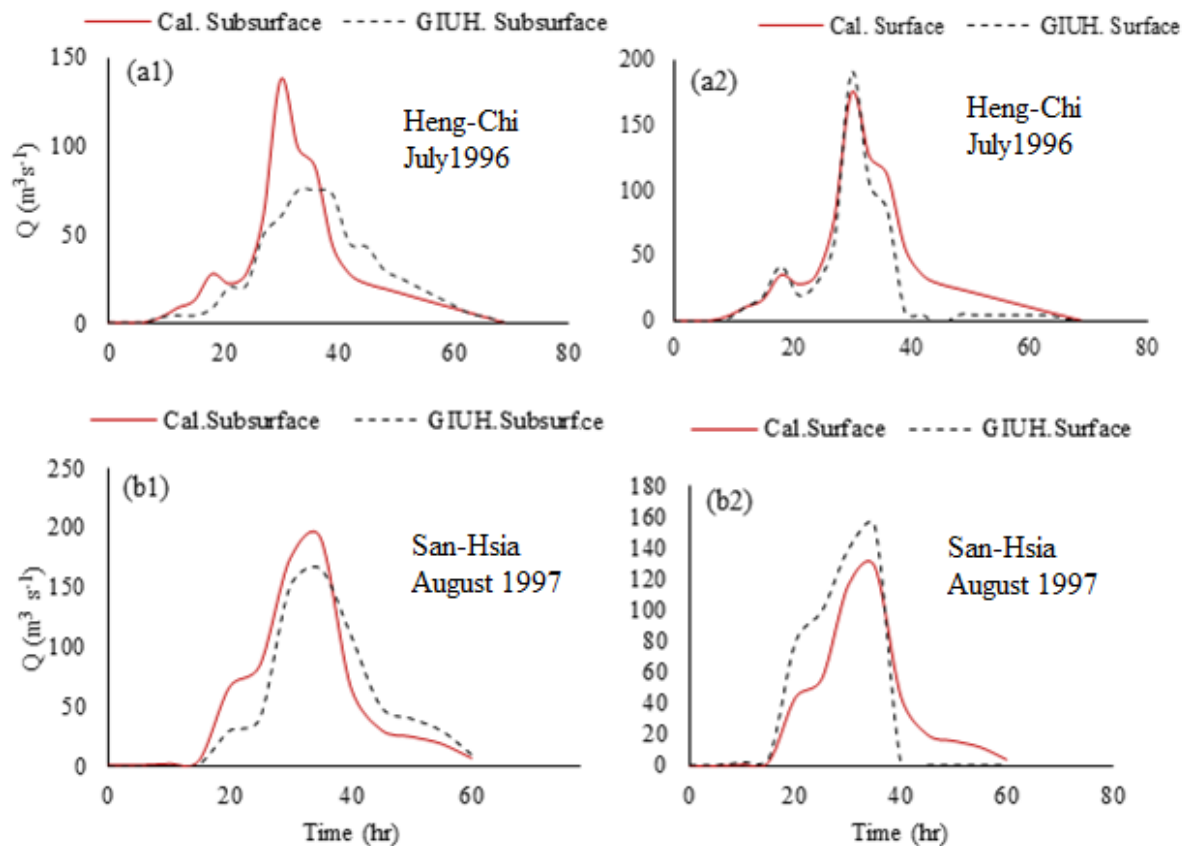 Cal. Subsurface GIUH. Subsurface
Cal. Surface GIUH. Surface
(a1)
Heng-Chi
July1996
Q (m³s⁻¹)
150
100
50
0
0 20 40 60 80
(a2)
Heng-Chi
July1996
200
150
100
50
0
0 20 40 60 80
Cal.Subsurface GIUH.Subsurfce
Cal.Surface GIUH.Surface
(b1)
San-Hsia
August 1997
Q (m³ s⁻¹)
250
200
150
100
50
0
0 20 40 60
Time (hr)
(b2)
San-Hsia
August 1997
180
160
140
120
100
80
60
40
20
0
0 20 40 60 80
Time (hr)